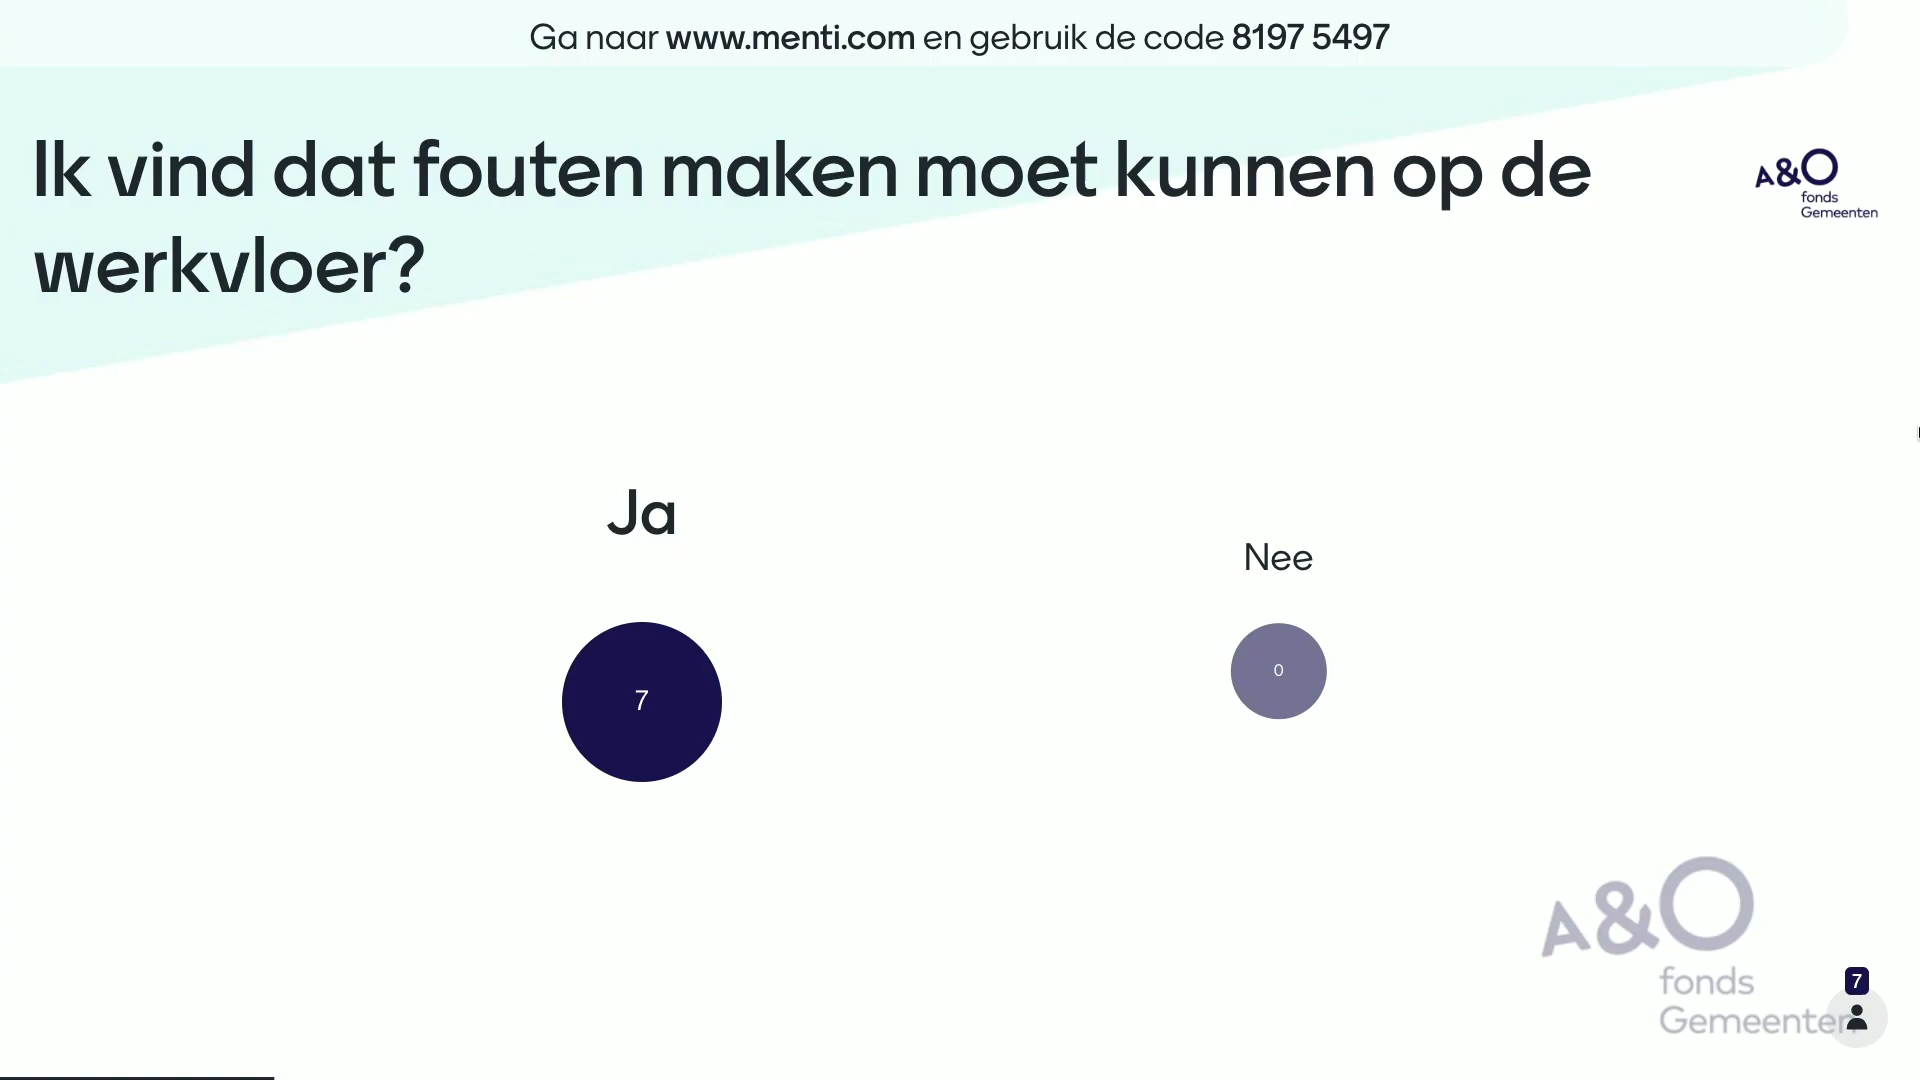 Ga naar www.menti.com en gebruik de code 8197 5497
Ik vind dat fouten maken moet kunnen op de
werkvloer?
A&O
fonds
Gemeenten
Ja
Nee
7
0
A&O
fonds
Gemeenten
7